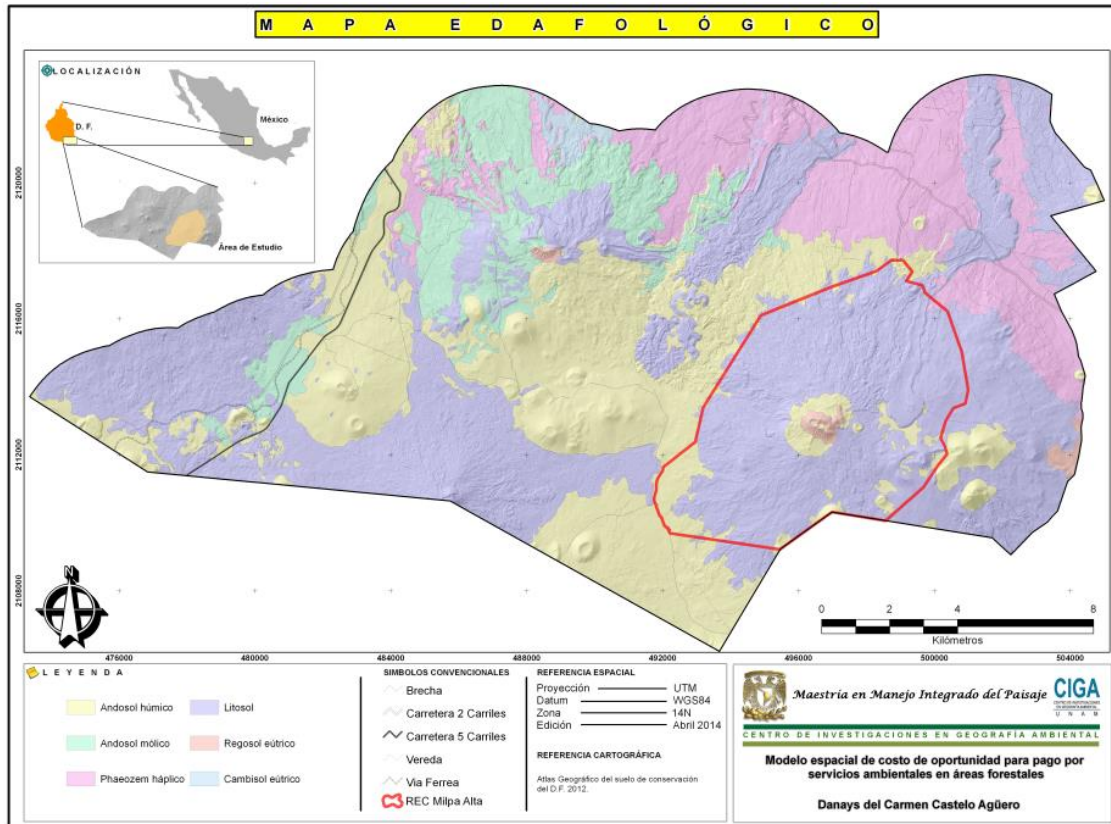 M A P A E D A F O L Ó G I C O
LOCALIZACIÓN
México
D. F.
Área de Estudio
2120000
2116000
2112000
2108000
476000
480000
484000
488000
492000
496000
500000
504000
N
0 2 4 8
Kilómetros
LEYENDA
Andosol húmico
Litosol
Andosol mólico
Regosol eútrico
Phaeozem háplico
Cambisol eútrico
SIMBOLOS CONVENCIONALES
Brecha
Carretera 2 Carriles
Carretera 5 Carriles
Vereda
Via Ferrea
REC Milpa Alta
REFERENCIA ESPACIAL
Proyección UTM
Datum WGS84
Zona 14N
Edición Abril 2014
REFERENCIA CARTOGRÁFICA
Atlas Geográfico del suelo de conservación
del D.F. 2012.
Maestría en Manejo Integrado del Paisaje
CIGA
UNAM
CENTRO DE INVESTIGACIONES EN GEOGRAFÍA AMBIENTAL
Modelo espacial de costo de oportunidad para pago por
servicios ambientales en áreas forestales
Danays del Carmen Castelo Agüero